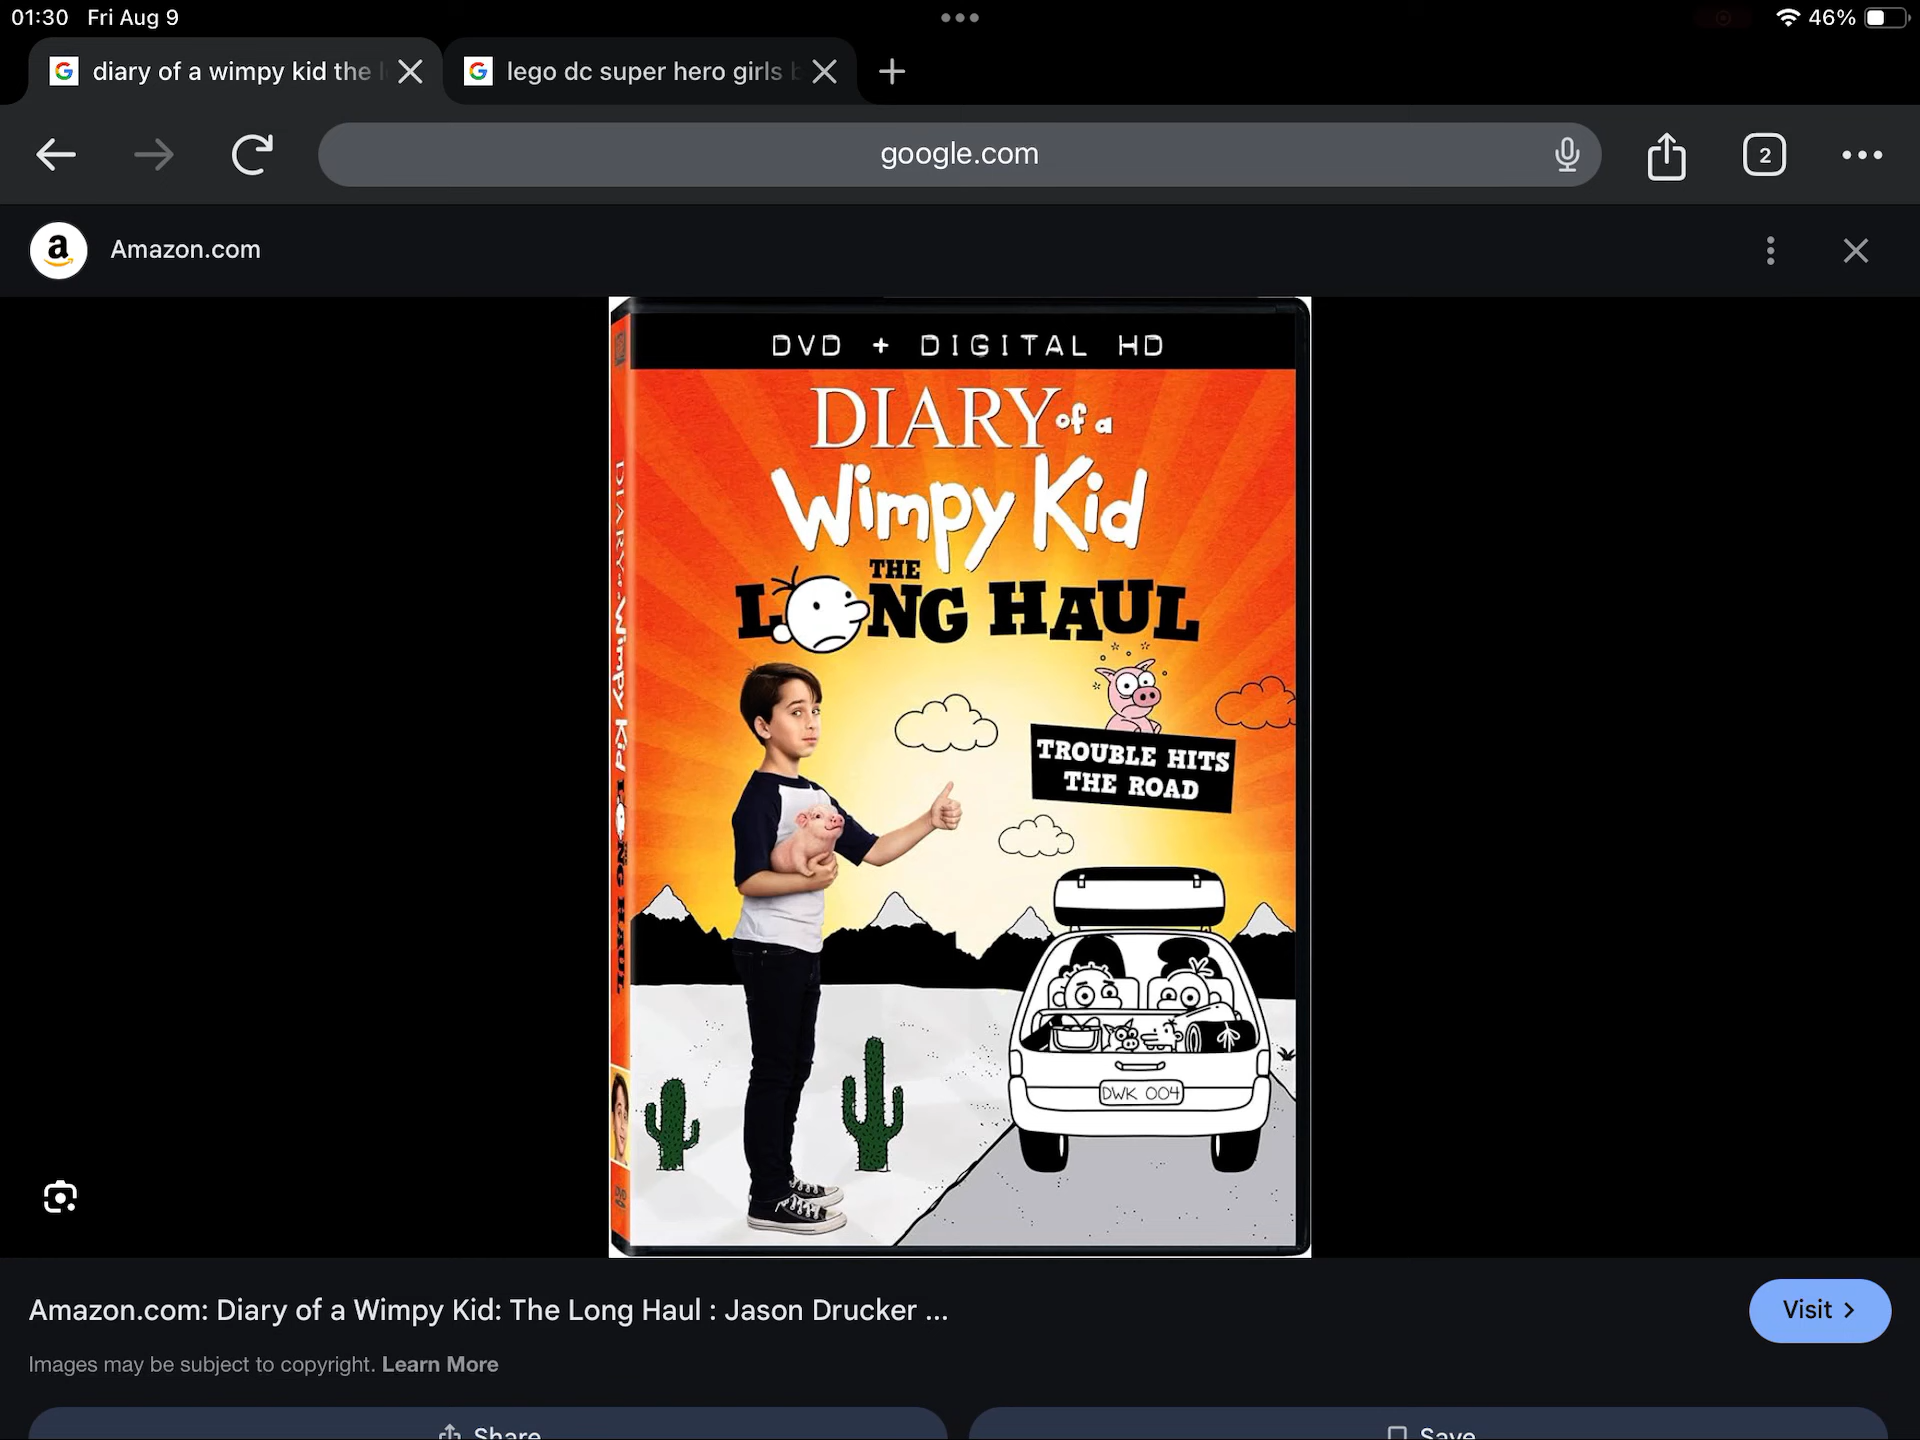 01:30 Fri Aug 9
46%
diary of a wimpy kid the l
lego dc super hero girls b
google.com
2
Amazon.com
DVD + DIGITAL HD
DIARY of a
Wimpy Kid
THE
LONG HAUL
TROUBLE HITS
THE ROAD
DWK 004
DIARY of a Wimpy Kid THE LONG HAUL
Amazon.com: Diary of a Wimpy Kid: The Long Haul : Jason Drucker ...
Visit
Images may be subject to copyright. Learn More
Share
Save